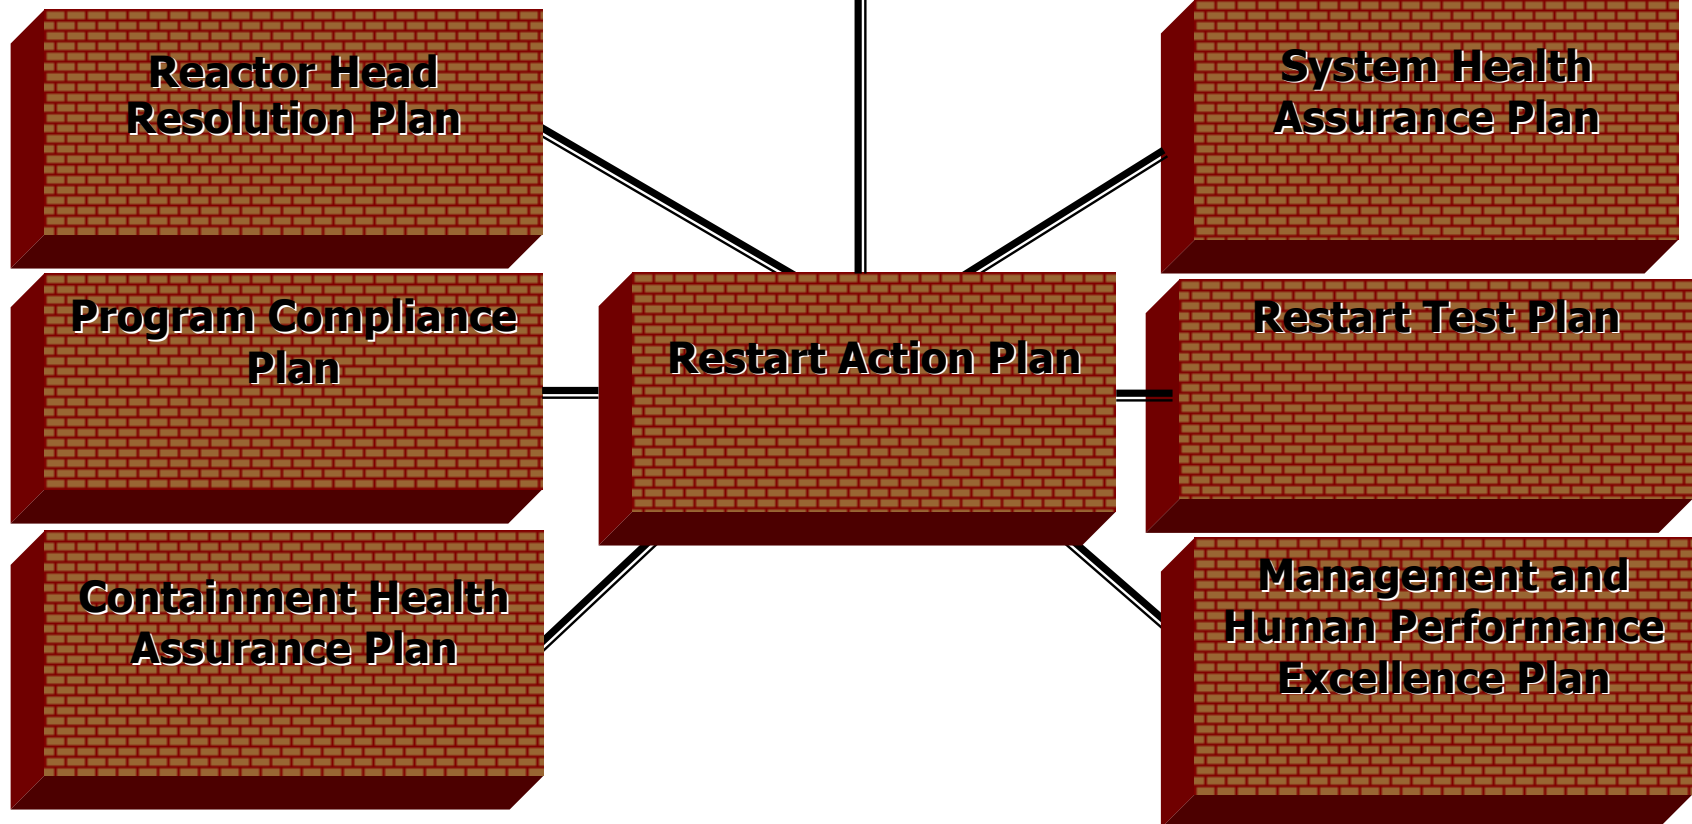 Reactor Head
Resolution Plan
System Health
Assurance Plan
Program Compliance
Plan
Restart Action Plan
Restart Test Plan
Containment Health
Assurance Plan
Management and
Human Performance
Excellence Plan